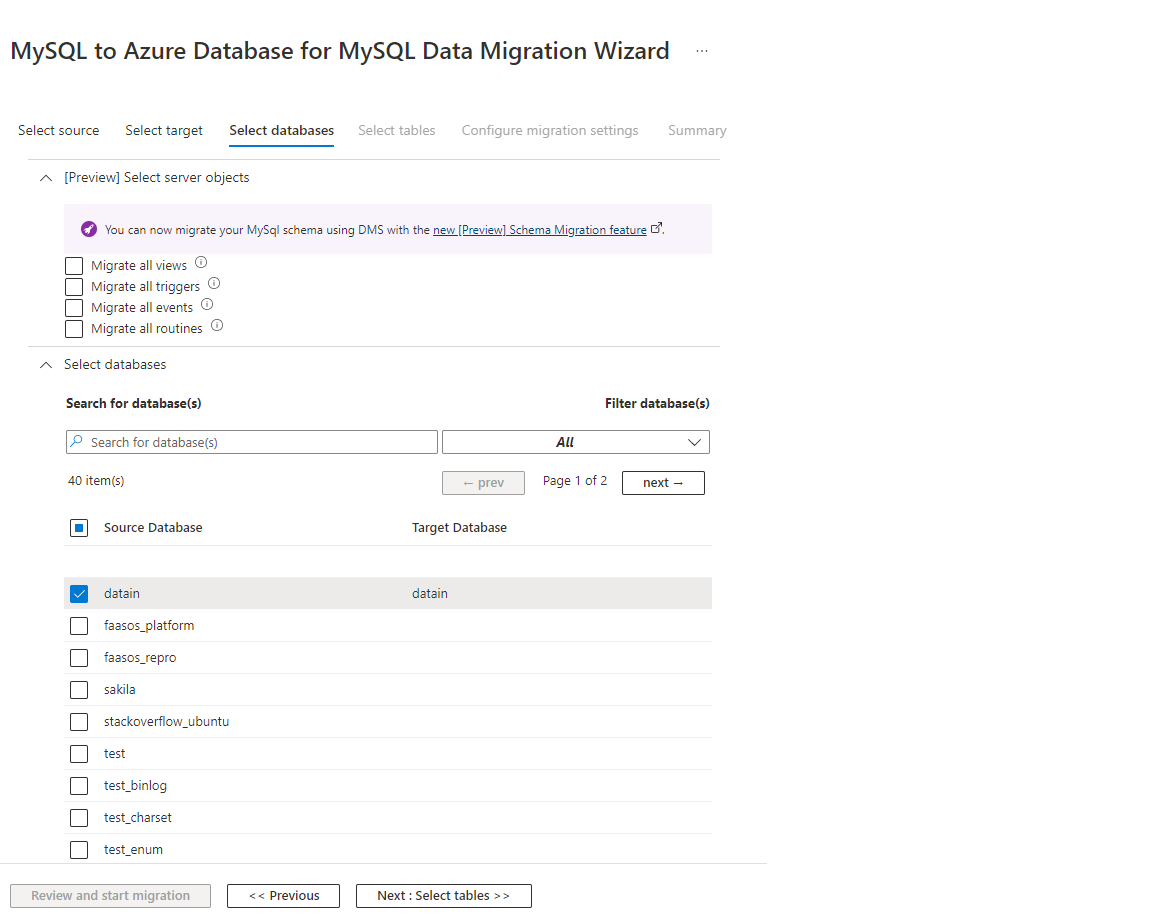 MySQL to Azure Database for MySQL Data Migration Wizard ...
Select source Select target Select databases Select tables Configure migration settings Summary
[Preview] Select server objects
You can now migrate your MySql schema using DMS with the new [Preview] Schema Migration feature.
Migrate all views
Migrate all triggers
Migrate all events
Migrate all routines
Select databases
Search for database(s) Filter database(s)
Search for database(s) All
40 item(s) ← prev Page 1 of 2 next →
Source Database Target Database
datain datain
faasos_platform
faasos_repro
sakila
stackoverflow_ubuntu
test
test_binlog
test_charset
test_enum
Review and start migration << Previous Next : Select tables >>